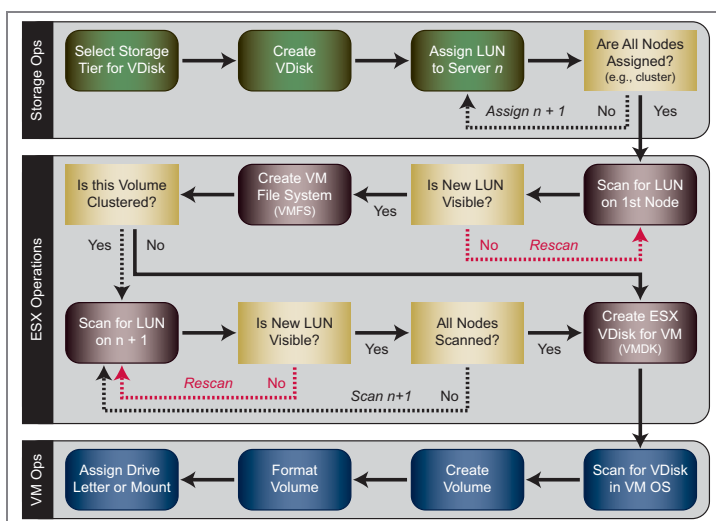 Storage Ops
Select Storage
Tier for VDisk
Create
VDisk
Assign LUN
to Server n
Are All Nodes
Assigned?
(e.g., cluster)
Assign n + 1
No
Yes
ESX Operations
Is this Volume
Clustered?
Create VM
File System
(VMFS)
Yes
Is New LUN
Visible?
Scan for LUN
on 1st Node
Yes
No
No
Rescan
Scan for LUN
on n + 1
Is New LUN
Visible?
Yes
All Nodes
Scanned?
Yes
Create ESX
VDisk for VM
(VMDK)
Rescan
No
Scan n+1
No
VM Ops
Assign Drive
Letter or Mount
Format
Volume
Create
Volume
Scan for VDisk
in VM OS